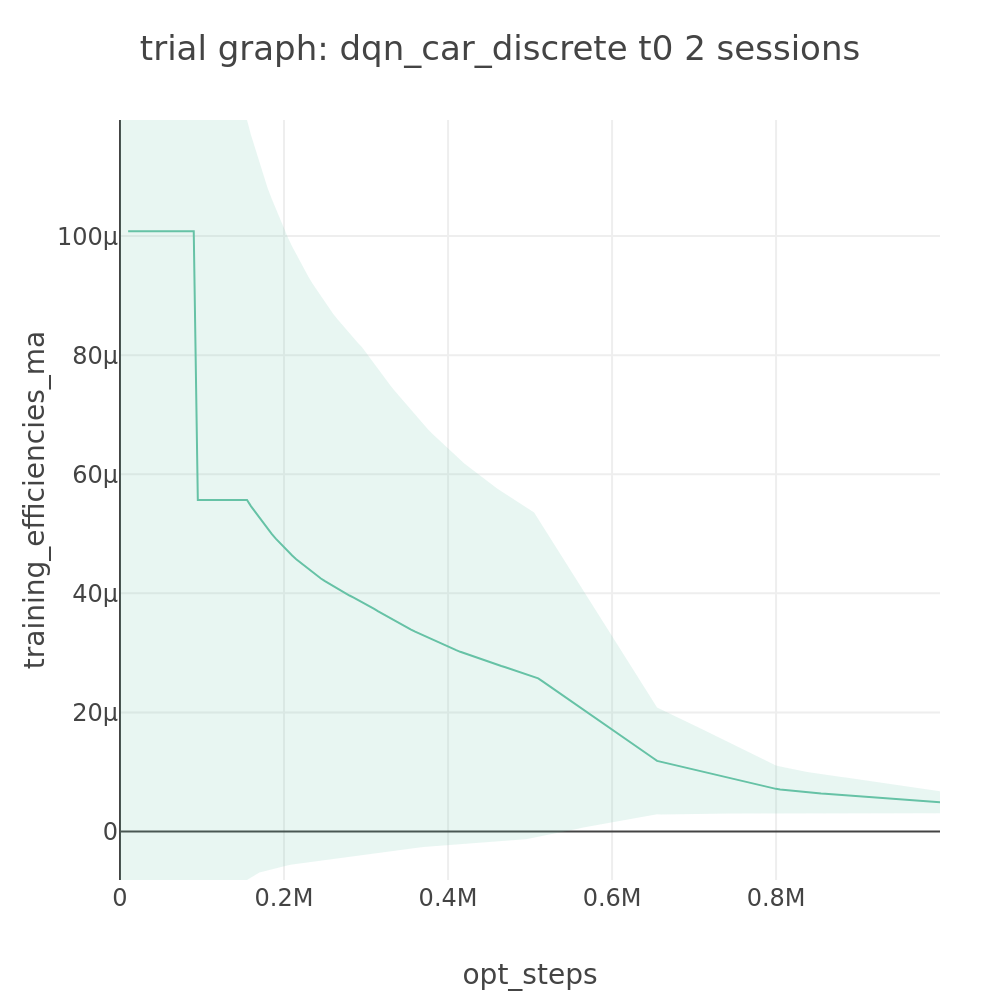 trial graph: dqn_car_discrete t0 2 sessions
training_efficiencies_ma
100μ
80μ
60μ
40μ
20μ
0
0
0.2M
0.4M
0.6M
0.8M
opt_steps